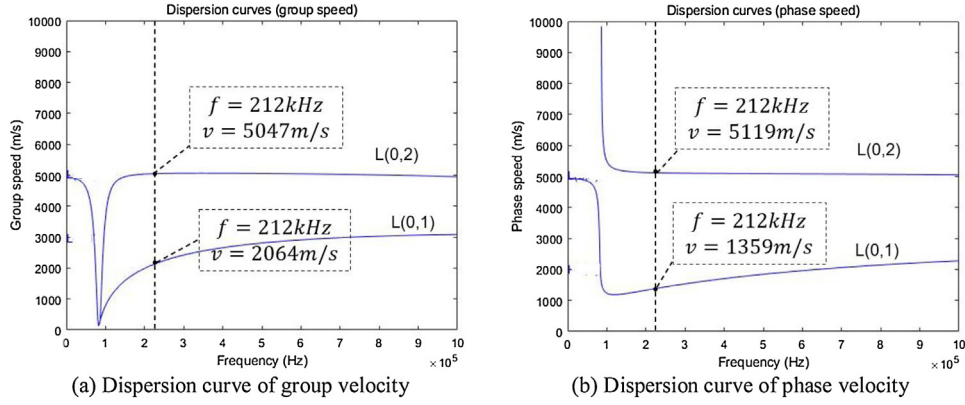 Dispersion curves (group speed)
10000
9000
8000
7000
6000
5000
4000
3000
2000
1000
0
Group speed (m/s)
f = 212kHz
v = 5047m/s
L(0,2)
f = 212kHz
v = 2064m/s
L(0,1)
0 1 2 3 4 5 6 7 8 9 10
Frequency (Hz)
× 10⁵
(a) Dispersion curve of group velocity
Dispersion curves (phase speed)
10000
9000
8000
7000
6000
5000
4000
3000
2000
1000
0
Phase speed (m/s)
f = 212kHz
v = 5119m/s
L(0,2)
f = 212kHz
v = 1359m/s
L(0,1)
0 1 2 3 4 5 6 7 8 9 10
Frequency (Hz)
× 10⁵
(b) Dispersion curve of phase velocity